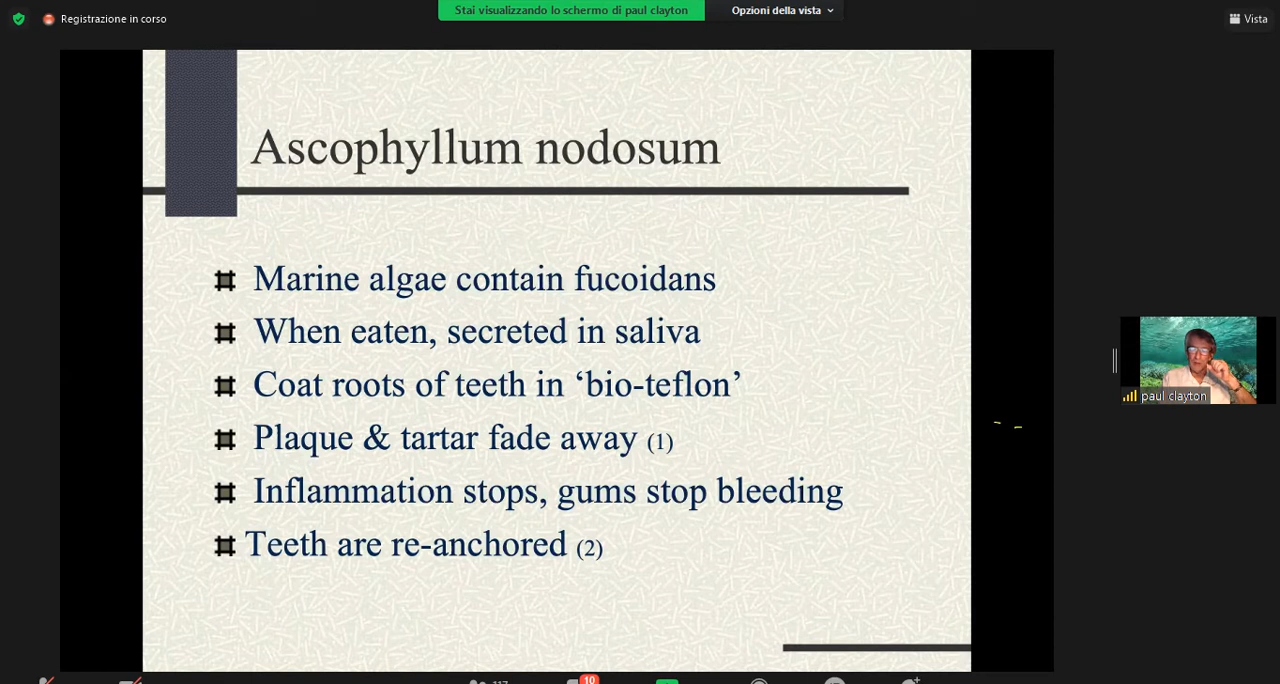 Registrazione in corso
Stai visualizzando lo schermo di paul clayton
Opzioni della vista
Vista
Ascophyllum nodosum
Marine algae contain fucoidans
When eaten, secreted in saliva
Coat roots of teeth in ‘bio-teflon’
Plaque & tartar fade away (1)
Inflammation stops, gums stop bleeding
Teeth are re-anchored (2)
paul clayton
10